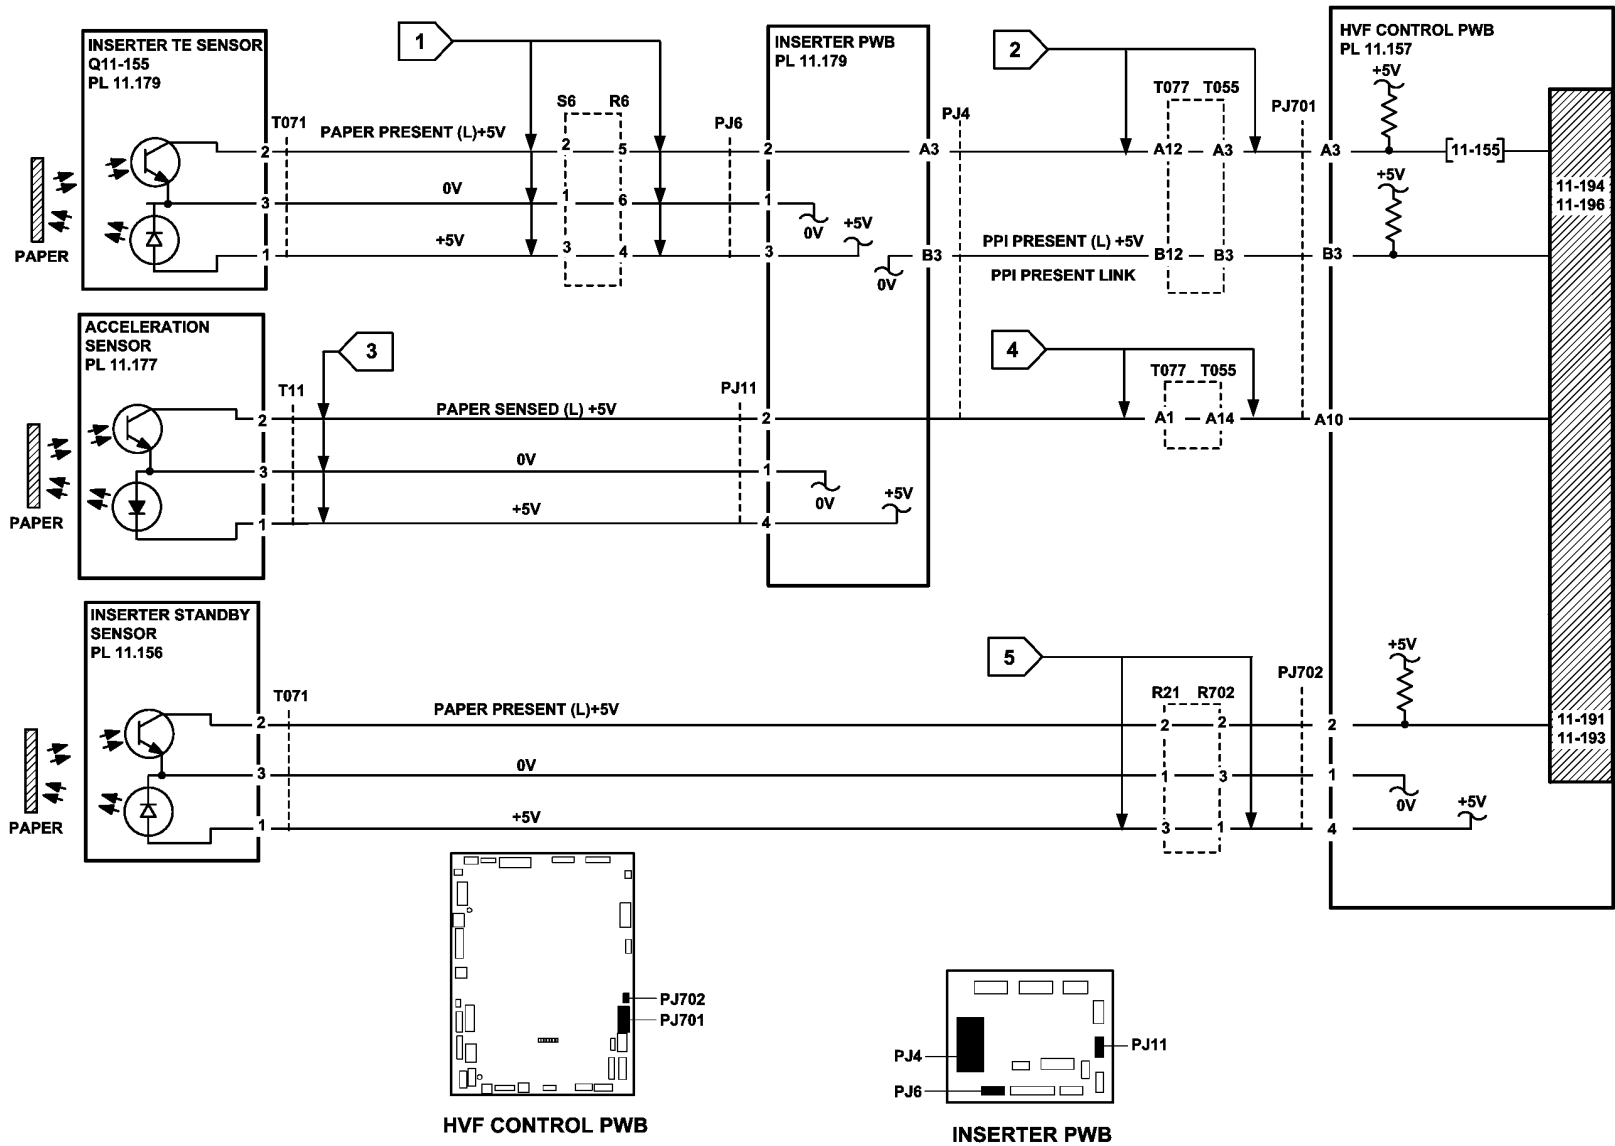 INSERTER TE SENSOR
Q11-155
PL 11.179
1
INSERTER PWB
PL 11.179
2
HVF CONTROL PWB
PL 11.157
+5V
S6 R6
T077 T055
T071
PAPER PRESENT (L)+5V
PJ6
PJ4
PJ701
2
2
5
2
A3
A12
A3
A3
11-155
0V
+5V
11-194
11-196
3
1
6
1
0V
+5V
PAPER
+5V
1
3
4
3
B3
0V
PPI PRESENT (L) +5V
PPI PRESENT LINK
B12
B3
B3
ACCELERATION
SENSOR
PL 11.177
3
4
T077 T055
T11
PJ11
PAPER SENSED (L) +5V
2
2
A1
A14
A10
0V
3
1
0V
+5V
PAPER
+5V
1
4
INSERTER STANDBY
SENSOR
PL 11.156
5
+5V
T071
R21 R702
PJ702
PAPER PRESENT (L)+5V
2
2
2
2
11-191
11-193
0V
3
1
3
1
0V
+5V
PAPER
+5V
1
3
1
4
PJ702
PJ701
HVF CONTROL PWB
PJ4
PJ11
PJ6
INSERTER PWB